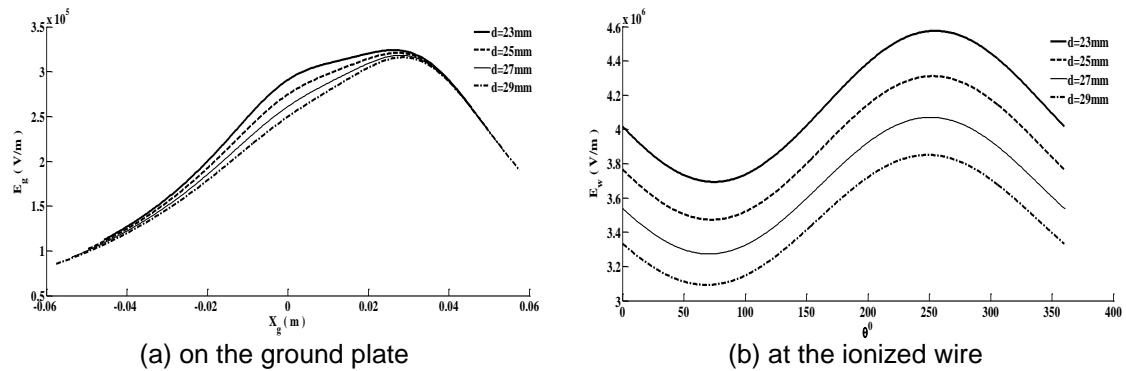 x 10^5
3.5
3
2.5
2
1.5
1
0.5
E_g (V/m)
-0.06
-0.04
-0.02
0
0.02
0.04
0.06
X_g (m)
d=23mm
d=25mm
d=27mm
d=29mm
(a) on the ground plate
x 10^6
4.6
4.4
4.2
4
3.8
3.6
3.4
3.2
3
E_w (V/m)
0
50
100
150
200
250
300
350
400
θ^0
d=23mm
d=25mm
d=27mm
d=29mm
(b) at the ionized wire